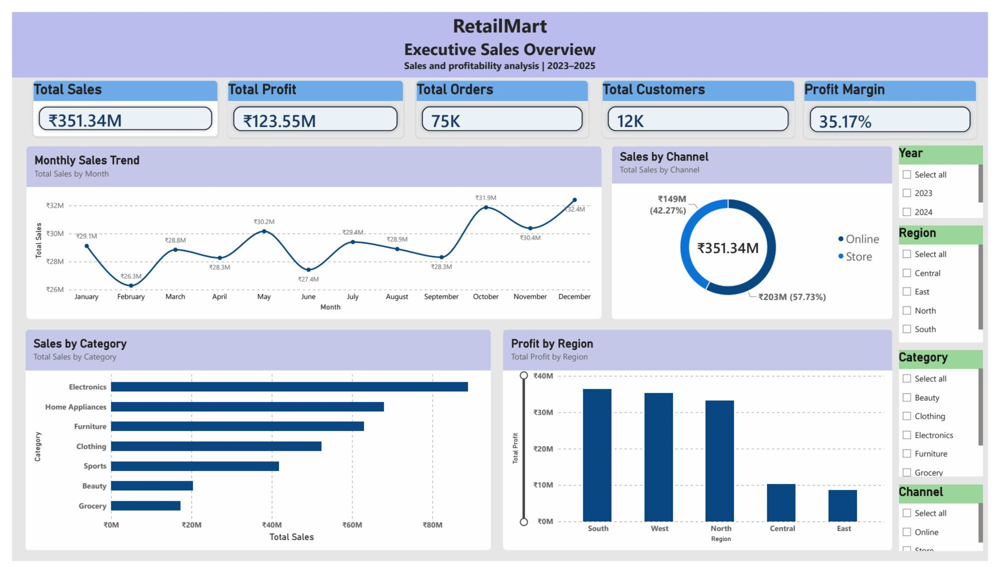 RetailMart
Executive Sales Overview
Sales and profitability analysis | 2023–2025
Total Sales
₹351.34M
Total Profit
₹123.55M
Total Orders
75K
Total Customers
12K
Profit Margin
35.17%
Monthly Sales Trend
Total Sales by Month
Total Sales
₹32M
₹30M
₹28M
₹26M
₹29.1M
₹26.3M
₹28.8M
₹28.3M
₹30.2M
₹27.4M
₹29.4M
₹28.9M
₹28.3M
₹31.9M
₹30.4M
₹32.4M
January February March April May June July August September October November December
Month
Sales by Channel
Total Sales by Channel
₹149M
(42.27%)
₹351.34M
₹203M (57.73%)
Online
Store
Year
Select all
2023
2024
Region
Select all
Central
East
North
South
Sales by Category
Total Sales by Category
Category
Electronics
Home Appliances
Furniture
Clothing
Sports
Beauty
Grocery
₹0M ₹20M ₹40M ₹60M ₹80M
Total Sales
Profit by Region
Total Profit by Region
Total Profit
₹40M
₹30M
₹20M
₹10M
₹0M
South West North Central East
Region
Category
Select all
Beauty
Clothing
Electronics
Furniture
Grocery
Channel
Select all
Online
Store